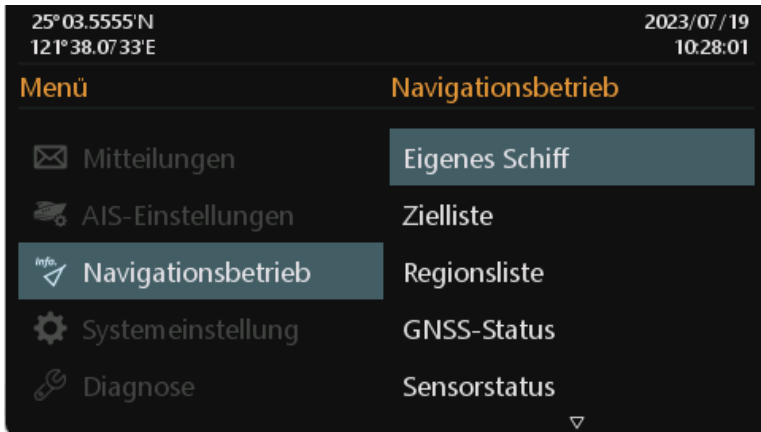 25°03.5555'N
121°38.0733'E
2023/07/19
10:28:01
Menü
Navigationsbetrieb
Mitteilungen
AIS-Einstellungen
Info. Navigationsbetrieb
Systemeinstellung
Diagnose
Eigenes Schiff
Zielliste
Regionsliste
GNSS-Status
Sensorstatus